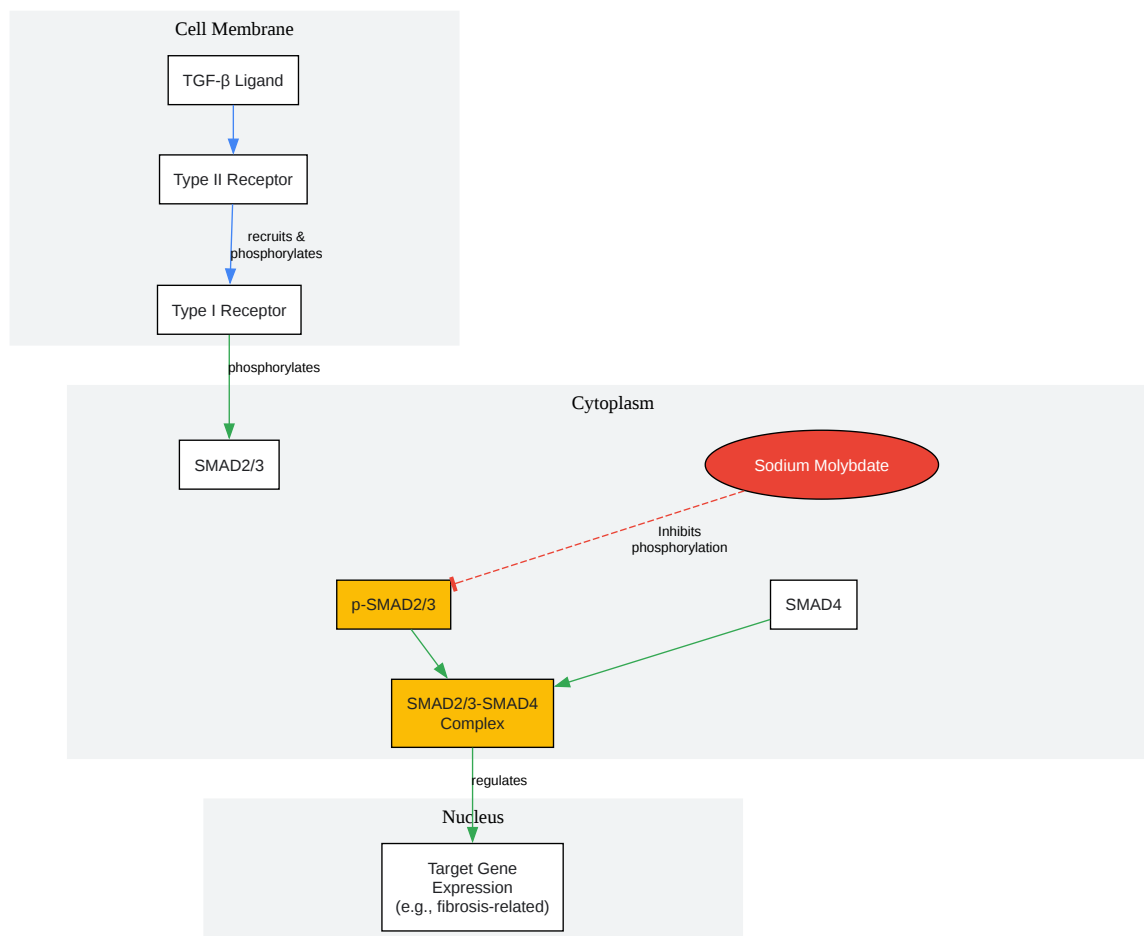 Cell Membrane
TGF-β Ligand
Type II Receptor
recruits &
phosphorylates
Type I Receptor
phosphorylates
Cytoplasm
SMAD2/3
Sodium Molybdate
Inhibits
phosphorylation
p-SMAD2/3
SMAD4
SMAD2/3-SMAD4
Complex
regulates
Nucleus
Target Gene
Expression
(e.g., fibrosis-related)